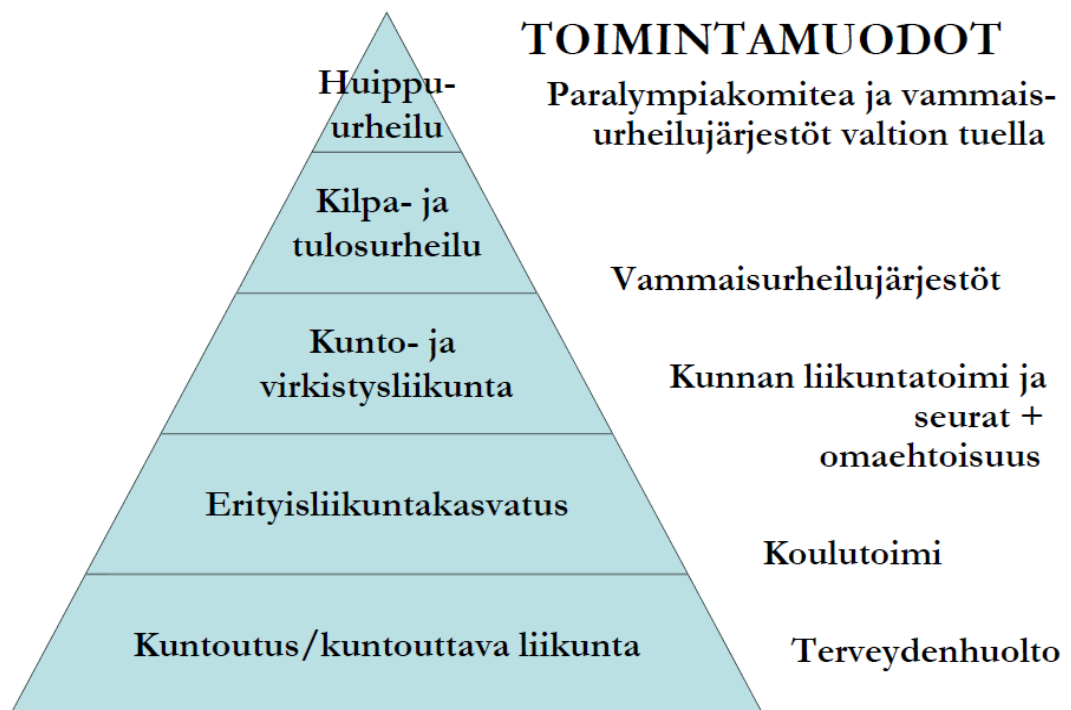 TOIMINTAMUODOT
Huippu-
urheilu
Paralympiakomitea ja vammais-
urheilujärjestöt valtion tuella
Kilpa- ja
tulosurheilu
Vammaisurheilujärjestöt
Kunto- ja
virkistysliikunta
Kunnan liikuntatoimi ja
seurat +
omaehtoisuus
Erityisliikuntakasvatus
Koulutoimi
Kuntoutus/kuntouttava liikunta
Terveydenhuolto